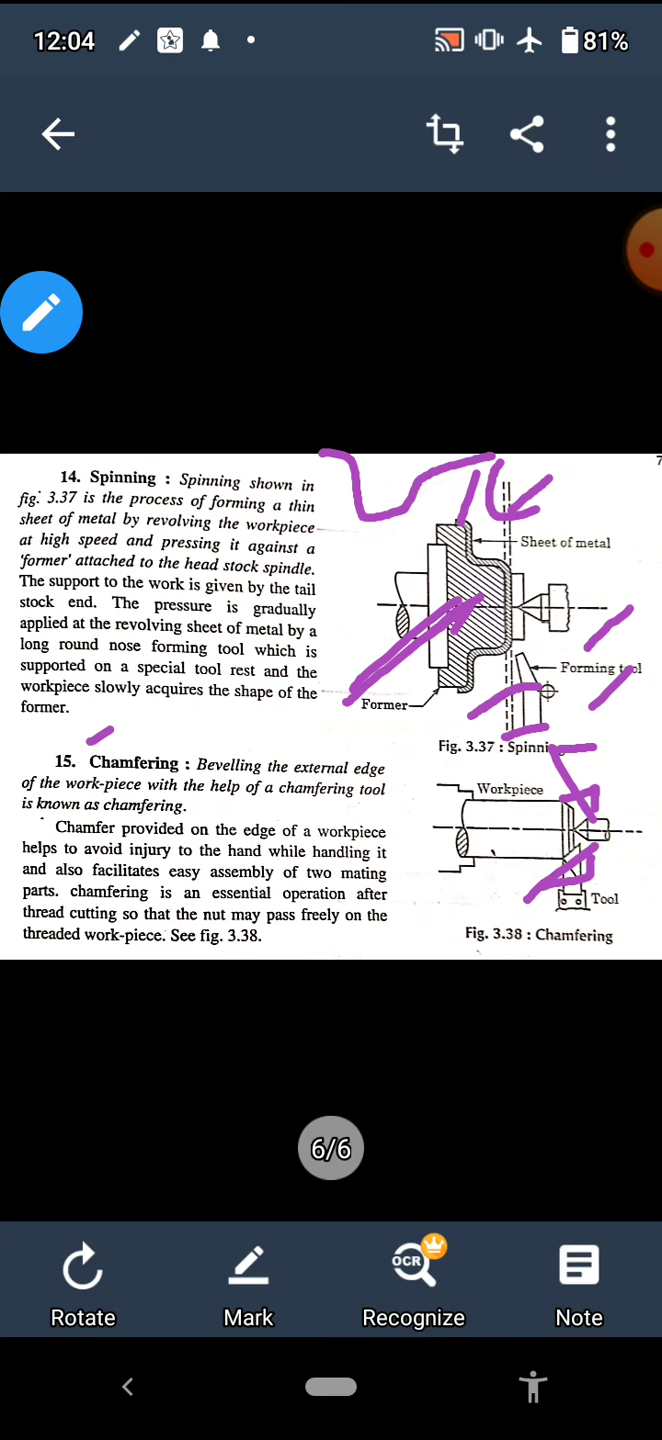 12:04
81%
14. Spinning : Spinning shown in
fig. 3.37 is the process of forming a thin
sheet of metal by revolving the workpiece
at high speed and pressing it against a
'former' attached to the head stock spindle.
The support to the work is given by the tail
stock end. The pressure is gradually
applied at the revolving sheet of metal by a
long round nose forming tool which is
supported on a special tool rest and the
workpiece slowly acquires the shape of the
former.
Sheet of metal
Forming tool
Former
Fig. 3.37 : Spinning
15. Chamfering : Bevelling the external edge
of the work-piece with the help of a chamfering tool
is known as chamfering.
Chamfer provided on the edge of a workpiece
helps to avoid injury to the hand while handling it
and also facilitates easy assembly of two mating
parts. chamfering is an essential operation after
thread cutting so that the nut may pass freely on the
threaded work-piece. See fig. 3.38.
Workpiece
Tool
Fig. 3.38 : Chamfering
6/6
OCR
Rotate
Mark
Recognize
Note